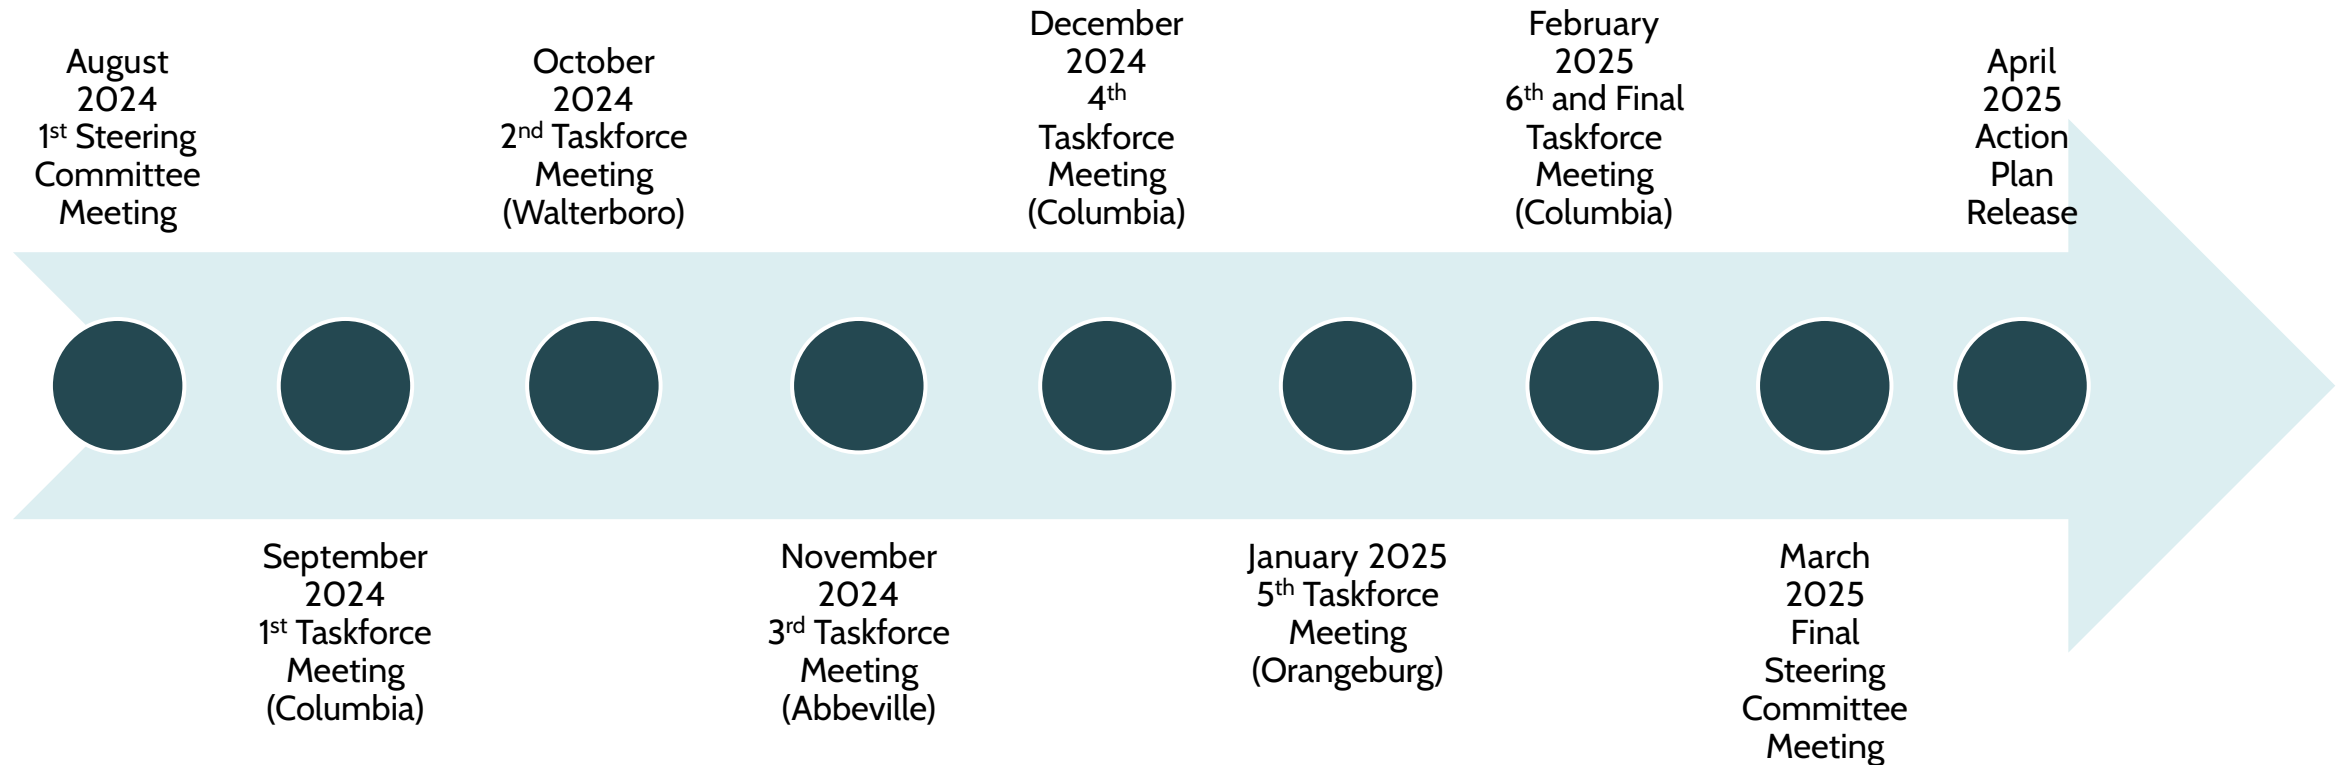 August
2024
1st Steering
Committee
Meeting
September
2024
1st Taskforce
Meeting
(Columbia)
October
2024
2nd Taskforce
Meeting
(Walterboro)
November
2024
3rd Taskforce
Meeting
(Abbeville)
December
2024
4th
Taskforce
Meeting
(Columbia)
January 2025
5th Taskforce
Meeting
(Orangeburg)
February
2025
6th and Final
Taskforce
Meeting
(Columbia)
March
2025
Final
Steering
Committee
Meeting
April
2025
Action
Plan
Release